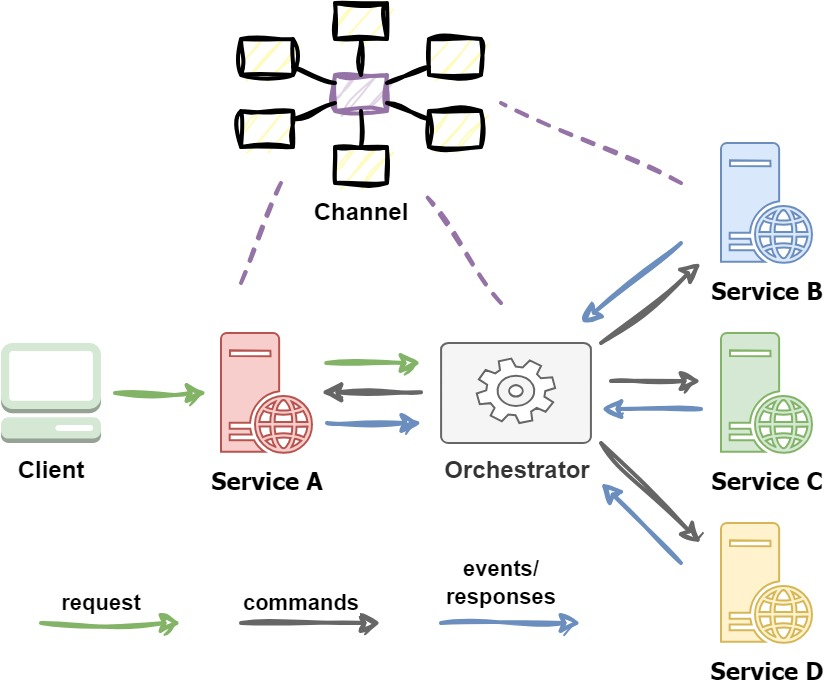 Channel
Service B
Client
Service A
Orchestrator
Service C
request
commands
events/
responses
Service D